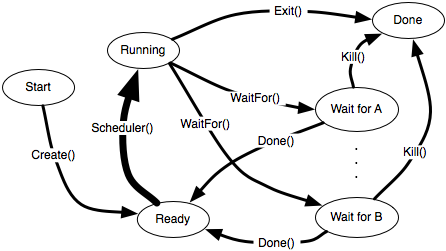 Exit()
Done
Running
Kill()
Start
WaitFor()
Wait for A
Scheduler()
WaitFor()
Done()
Create()
Kill()
Ready
Wait for B
Done()